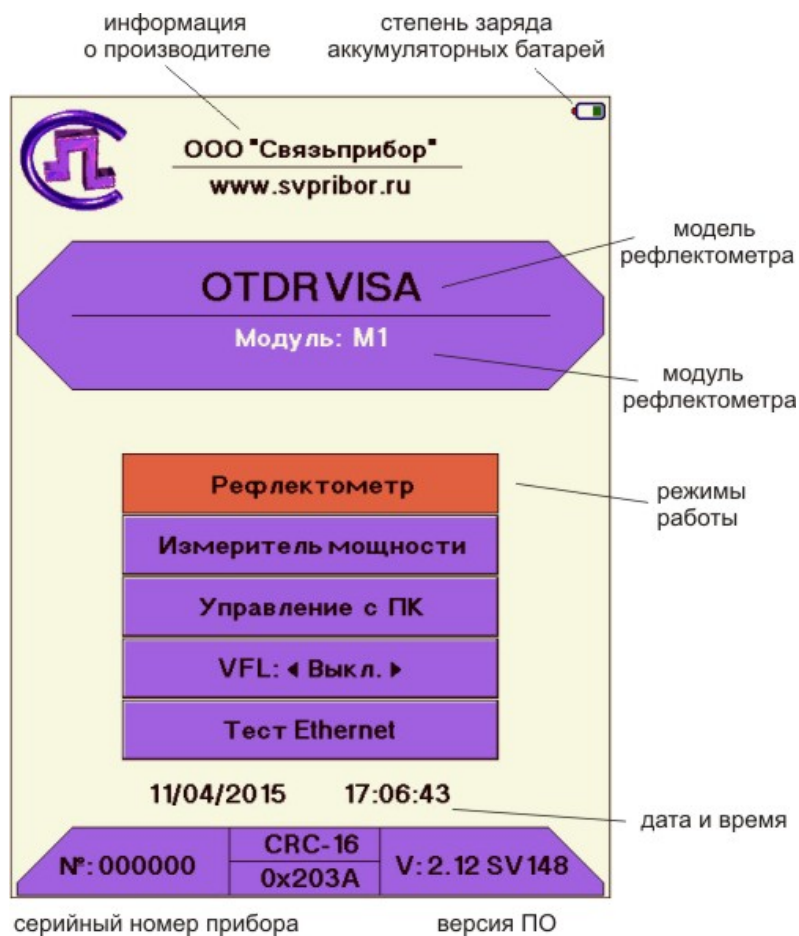 информация
о производителе
степень заряда
аккумуляторных батарей
ООО "Связьприбор"
www.svpribor.ru
OTDR VISA
Модуль: M1
модель
рефлектометра
модуль
рефлектометра
Рефлектометр
Измеритель мощности
Управление с ПК
VFL: ◂ Выкл. ▸
Тест Ethernet
режимы
работы
11/04/2015 17:06:43
дата и время
№: 000000
CRC-16
0x203A
V: 2.12 SV148
серийный номер прибора
версия ПО